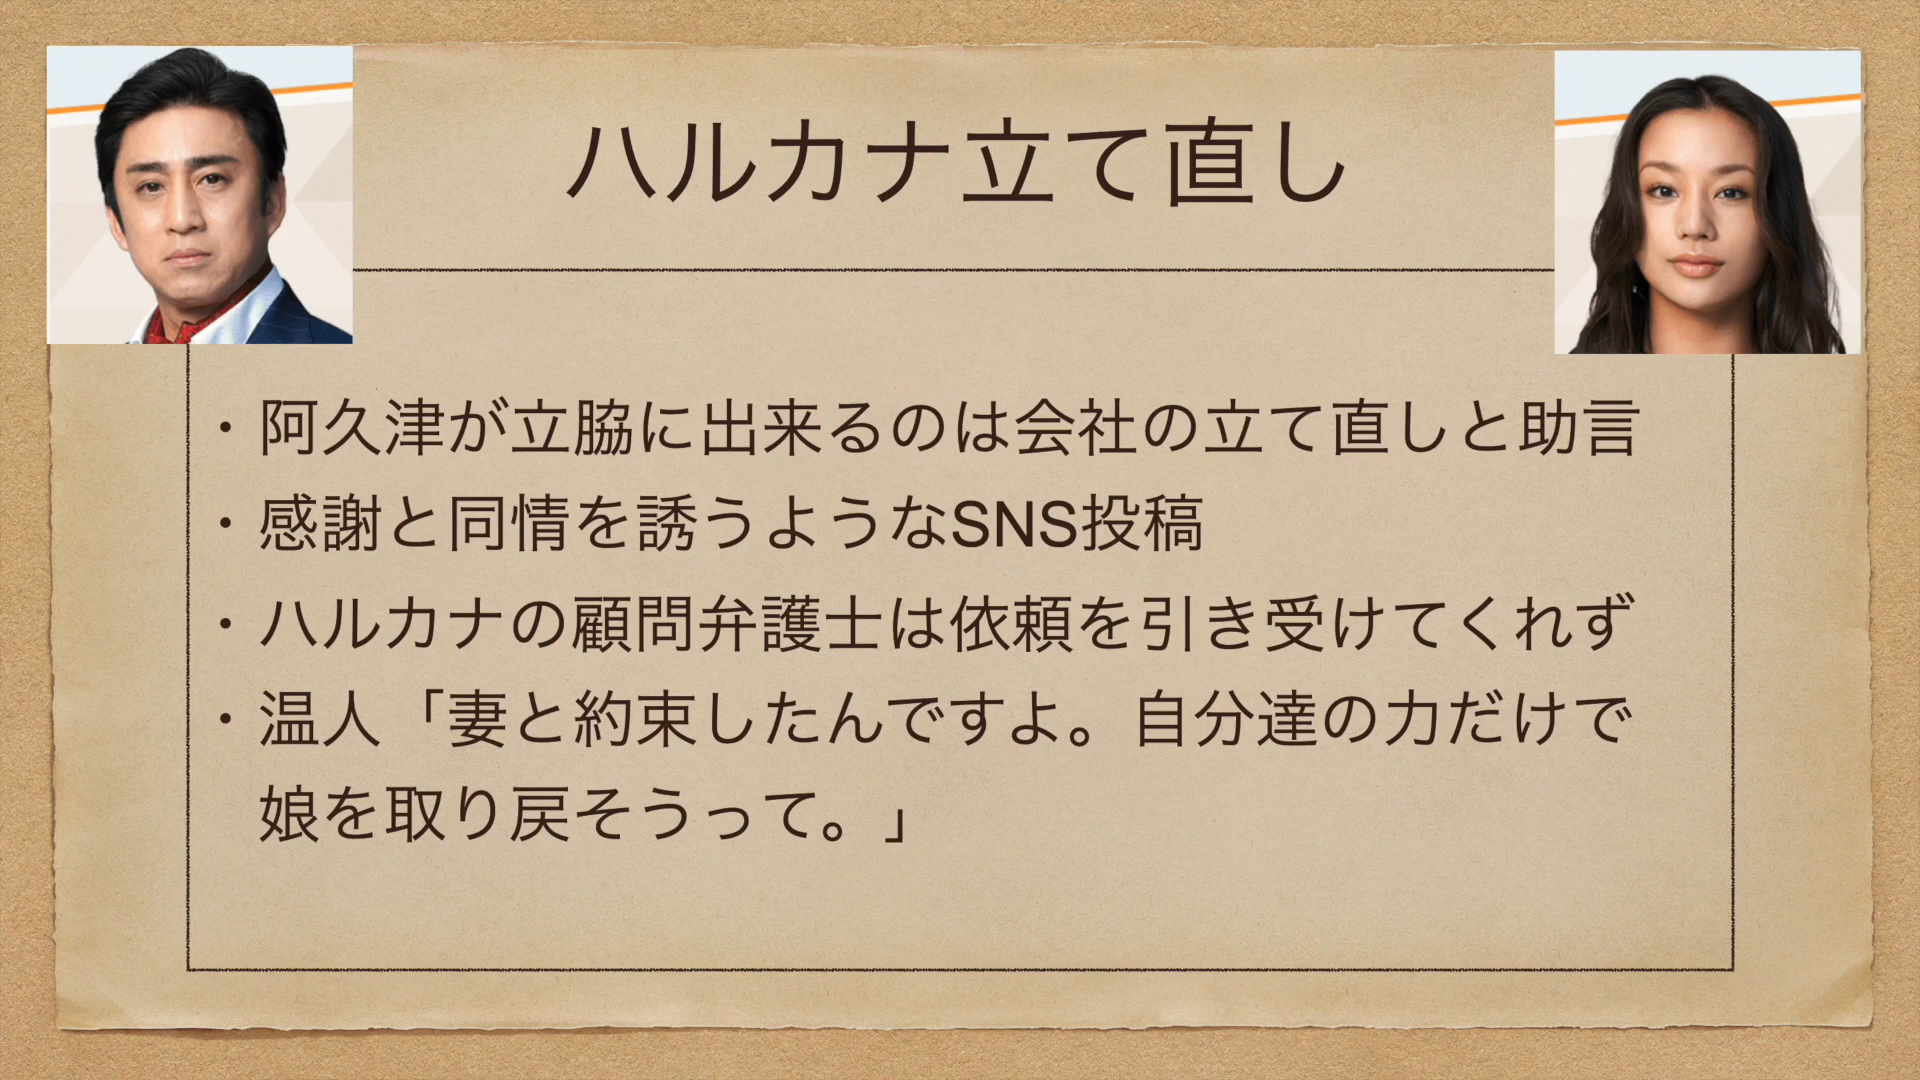 ハルカナ立て直し
・阿久津が立脇に出来るのは会社の立て直しと助言
・感謝と同情を誘うようなSNS投稿
・ハルカナの顧問弁護士は依頼を引き受けてくれず
・温人「妻と約束したんですよ。自分達の力だけで
娘を取り戻そうって。」